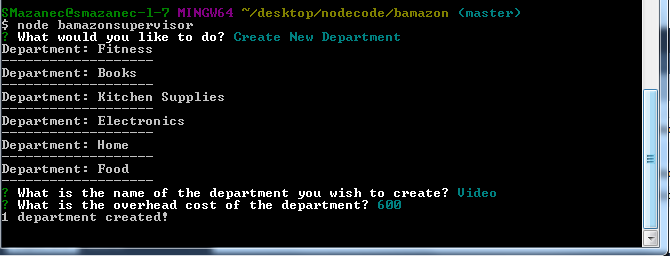 SMazanec@smazanec-l-7 MINGW64 ~/desktop/nodecode/bamazon (master)
$ node bamazonsupervisor
? What would you like to do? Create New Department
Department: Fitness
--------------------
Department: Books
--------------------
Department: Kitchen Supplies
--------------------
Department: Electronics
--------------------
Department: Home
--------------------
Department: Food
--------------------
? What is the name of the department you wish to create? Video
? What is the overhead cost of the department? 600
1 department created!